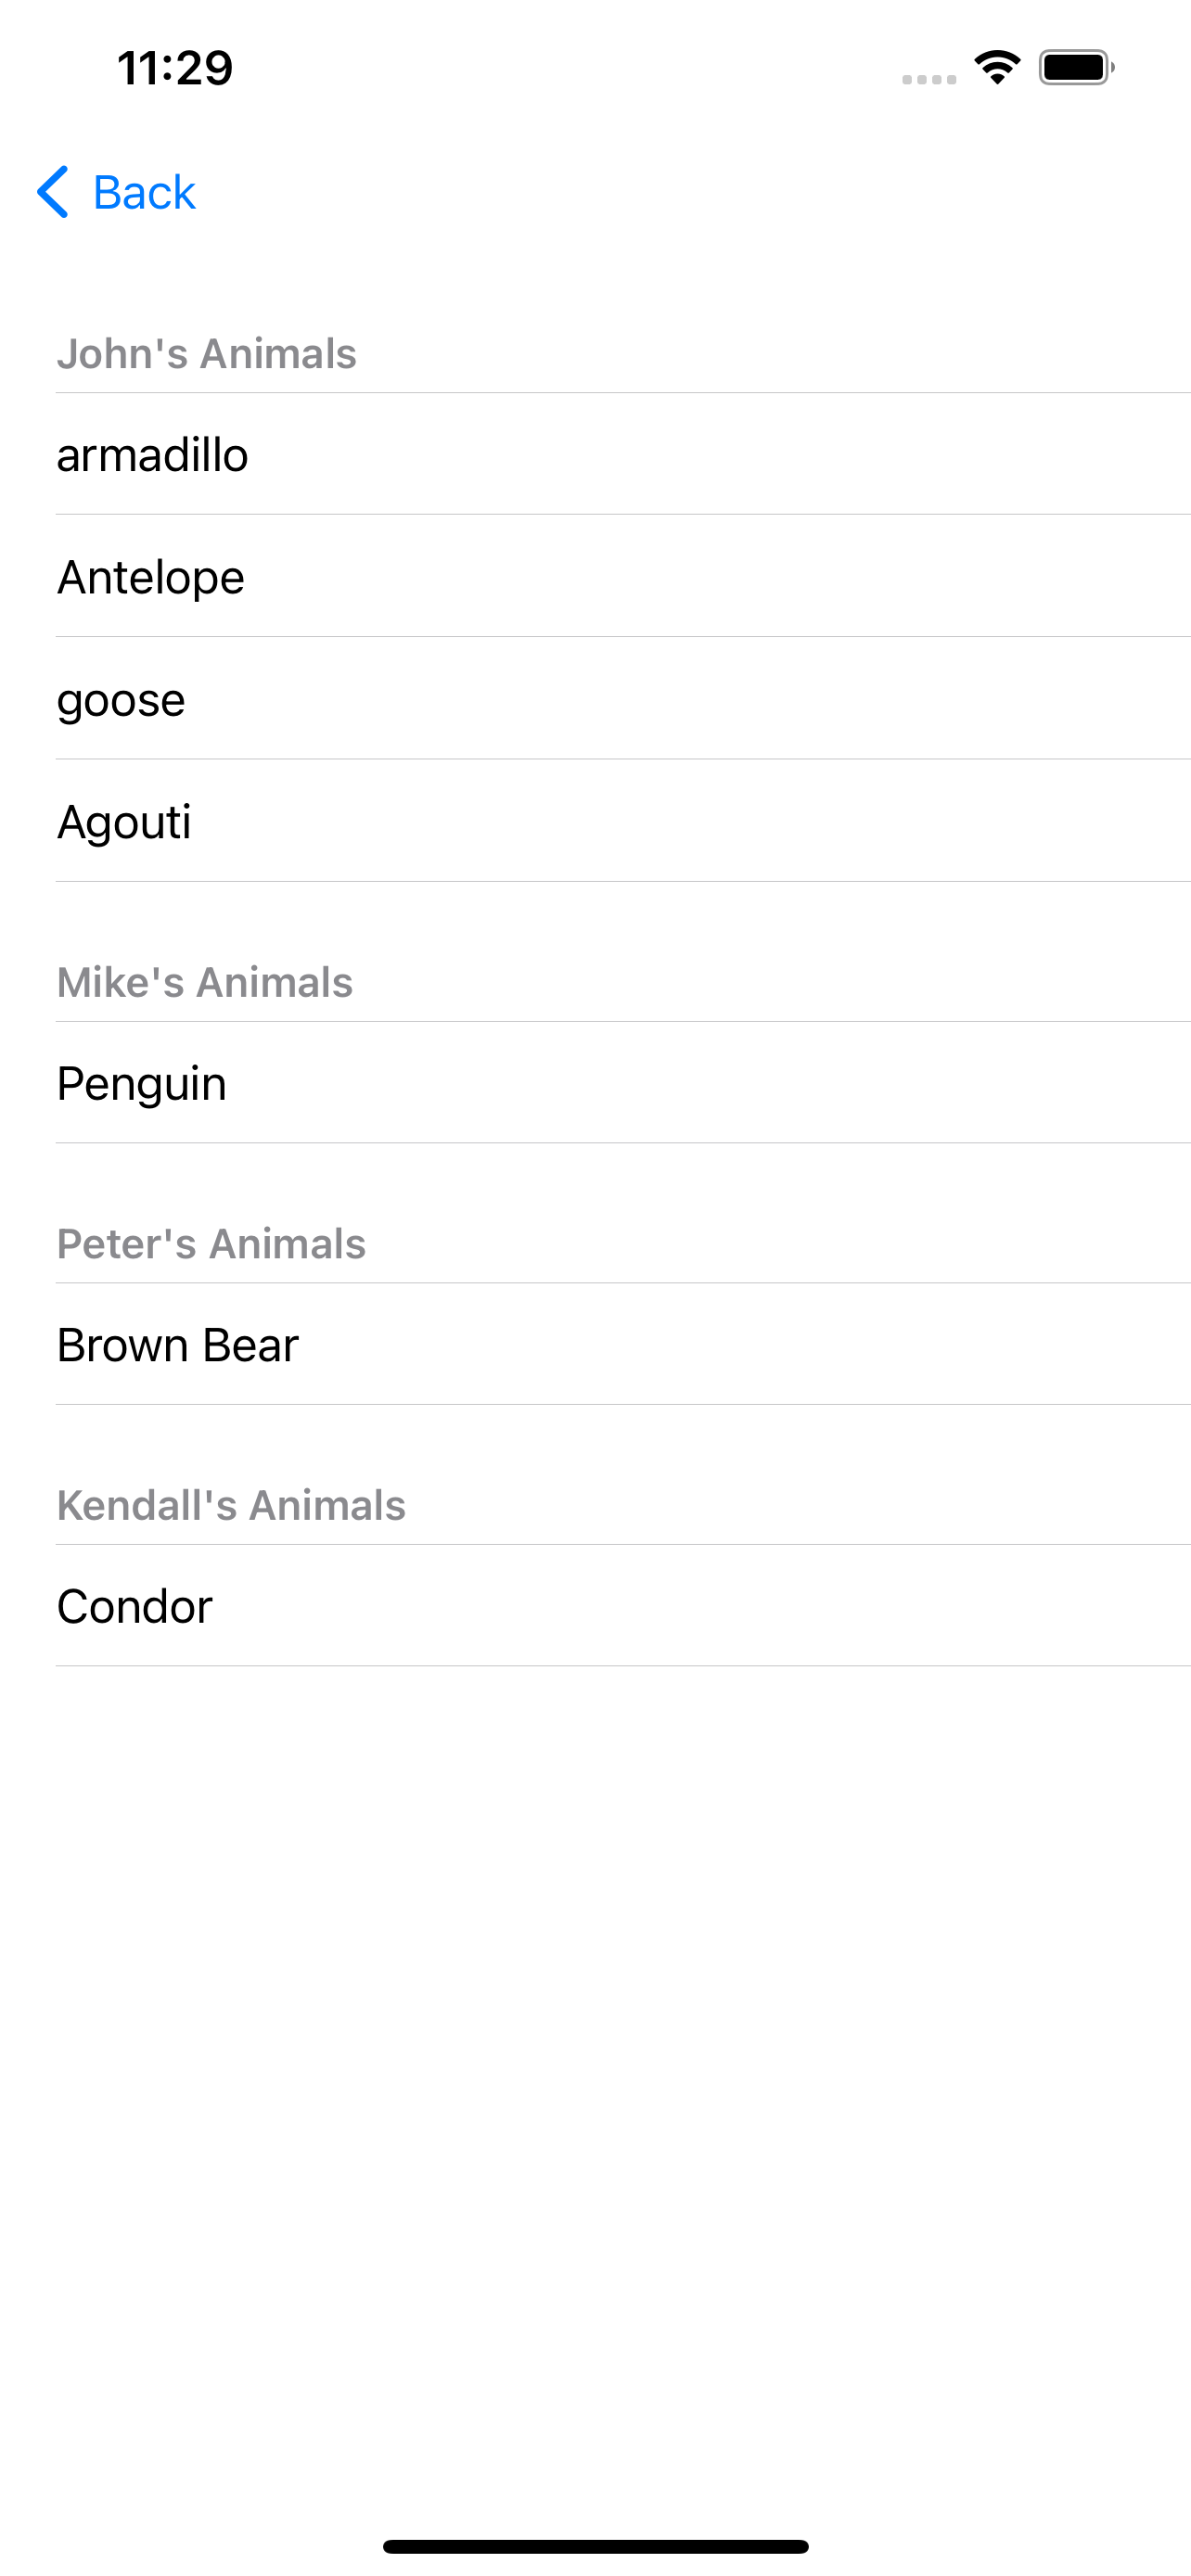 11:29
Back
John's Animals
armadillo
Antelope
goose
Agouti
Mike's Animals
Penguin
Peter's Animals
Brown Bear
Kendall's Animals
Condor